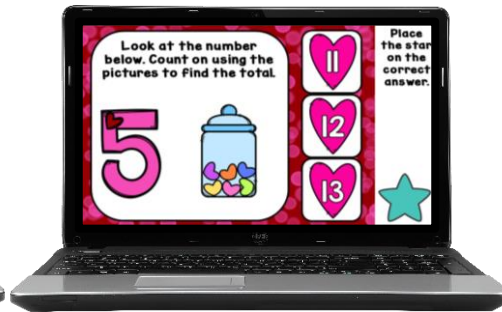 Look at the number
below. Count on using the
pictures to find the total.
5
11
12
13
Place
the star
on the
correct
answer.